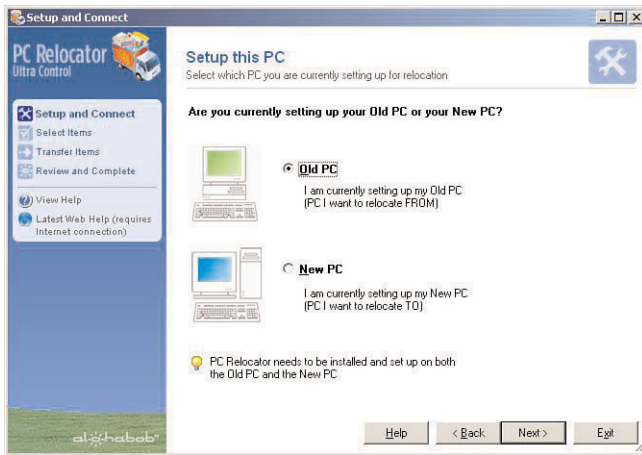 Setup and Connect
PC Relocator
Ultra Control
Setup and Connect
Select Items
Transfer Items
Review and Complete
View Help
Latest Web Help (requires
Internet connection)
alohabob
Setup this PC
Select which PC you are currently setting up for relocation
Are you currently setting up your Old PC or your New PC?
Old PC
I am currently setting up my Old PC
(PC I want to relocate FROM)
New PC
I am currently setting up my New PC
(PC I want to relocate TO)
PC Relocator needs to be installed and set up on both
the Old PC and the New PC
Help
< Back
Next >
Exit